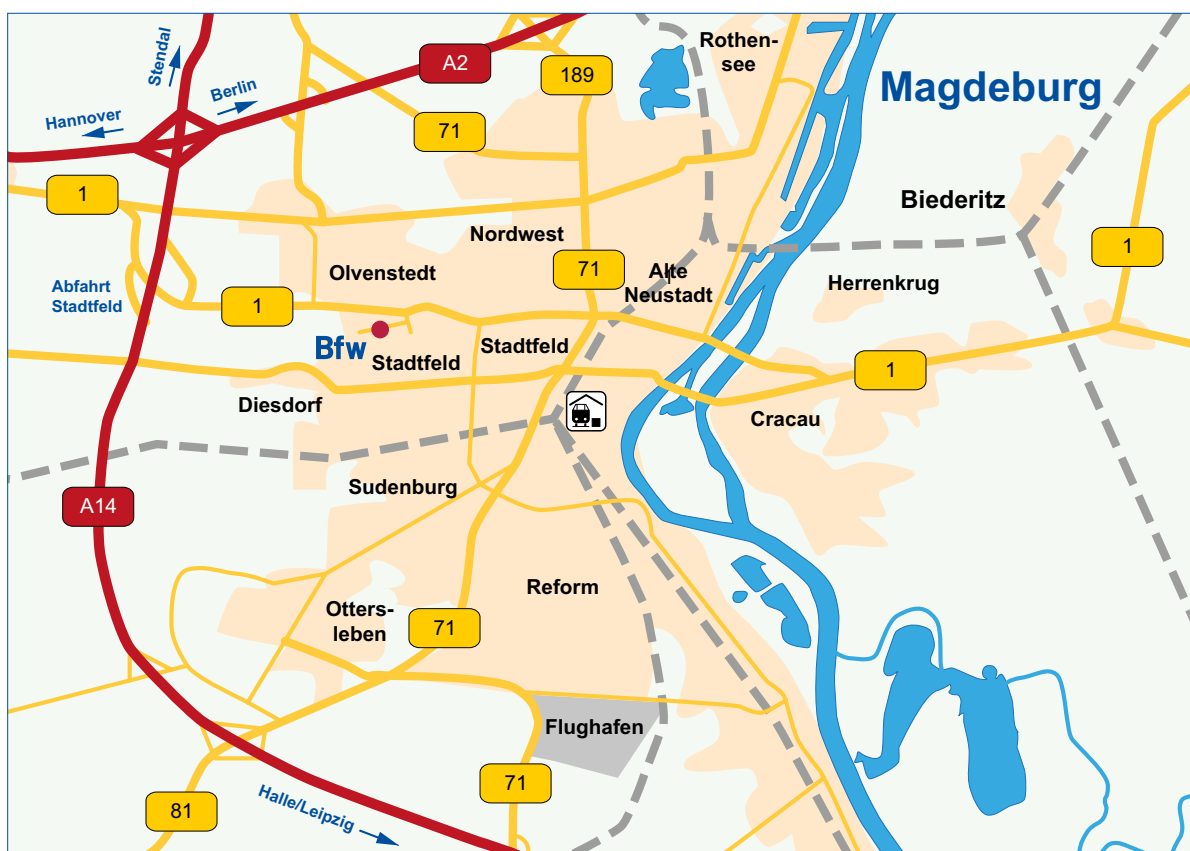 Rothen-
see
A2
Stendal
189
Magdeburg
Berlin
Hannover
71
1
Biederitz
Nordwest
1
71
Alte
Neustadt
Olvenstedt
Herrenkrug
Abfahrt
Stadtfeld
1
Bfw
Stadtfeld
Stadtfeld
1
Diesdorf
Cracau
Sudenburg
A14
Reform
Otters-
leben
71
Flughafen
71
81
Halle/Leipzig